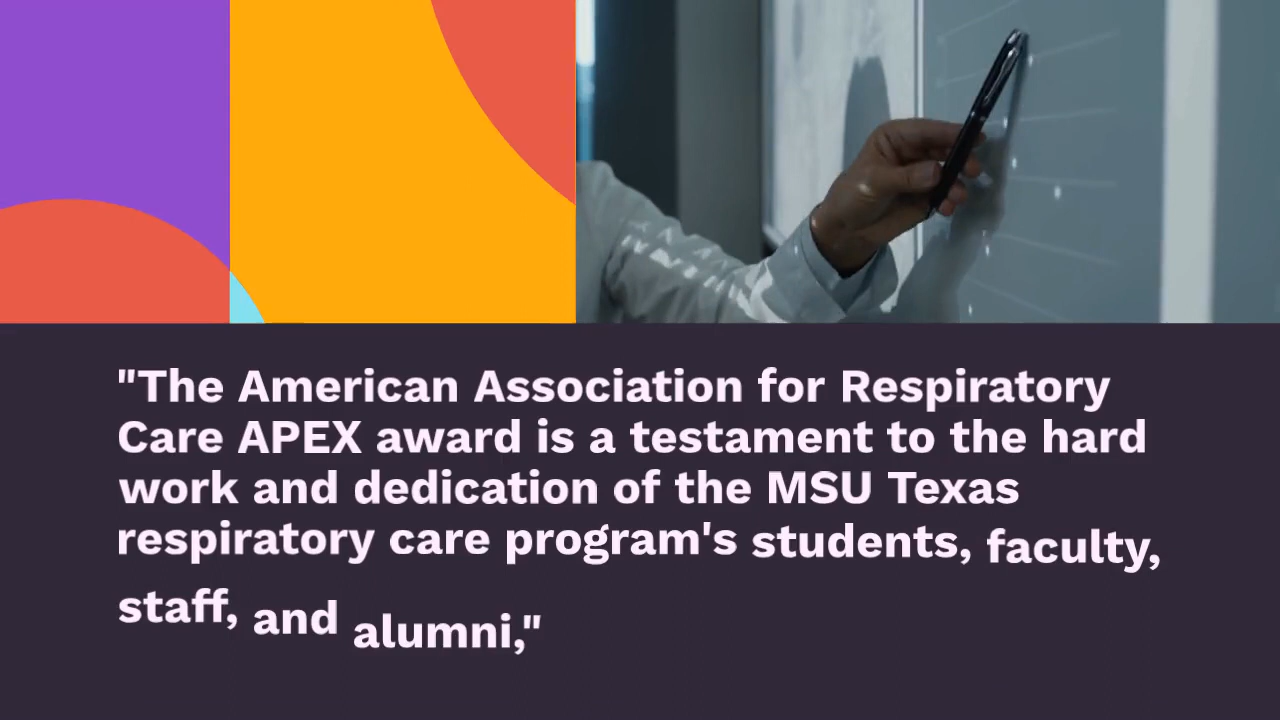 "The American Association for Respiratory
Care APEX award is a testament to the hard
work and dedication of the MSU Texas
respiratory care program's students, faculty,
staff, and alumni,"